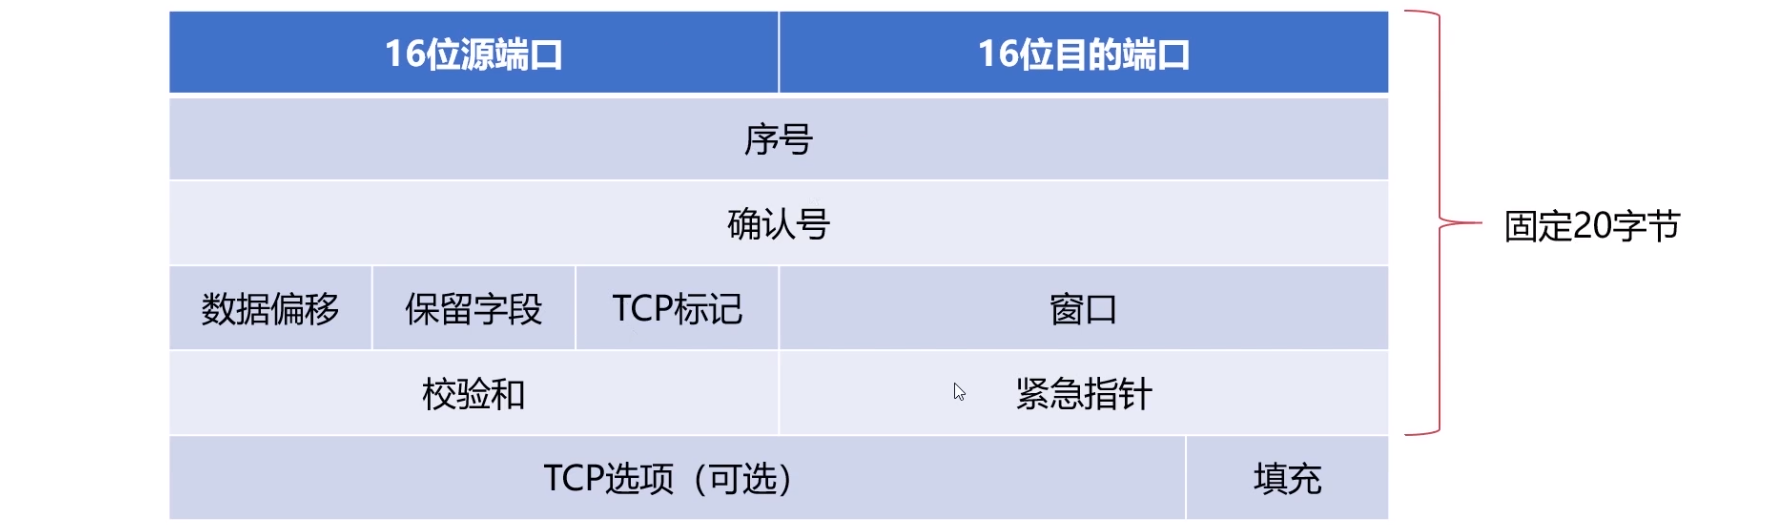 16位源端口 16位目的端口
序号
确认号
固定20字节
数据偏移 保留字段 TCP标记 窗口
校验和 紧急指针
TCP选项（可选） 填充